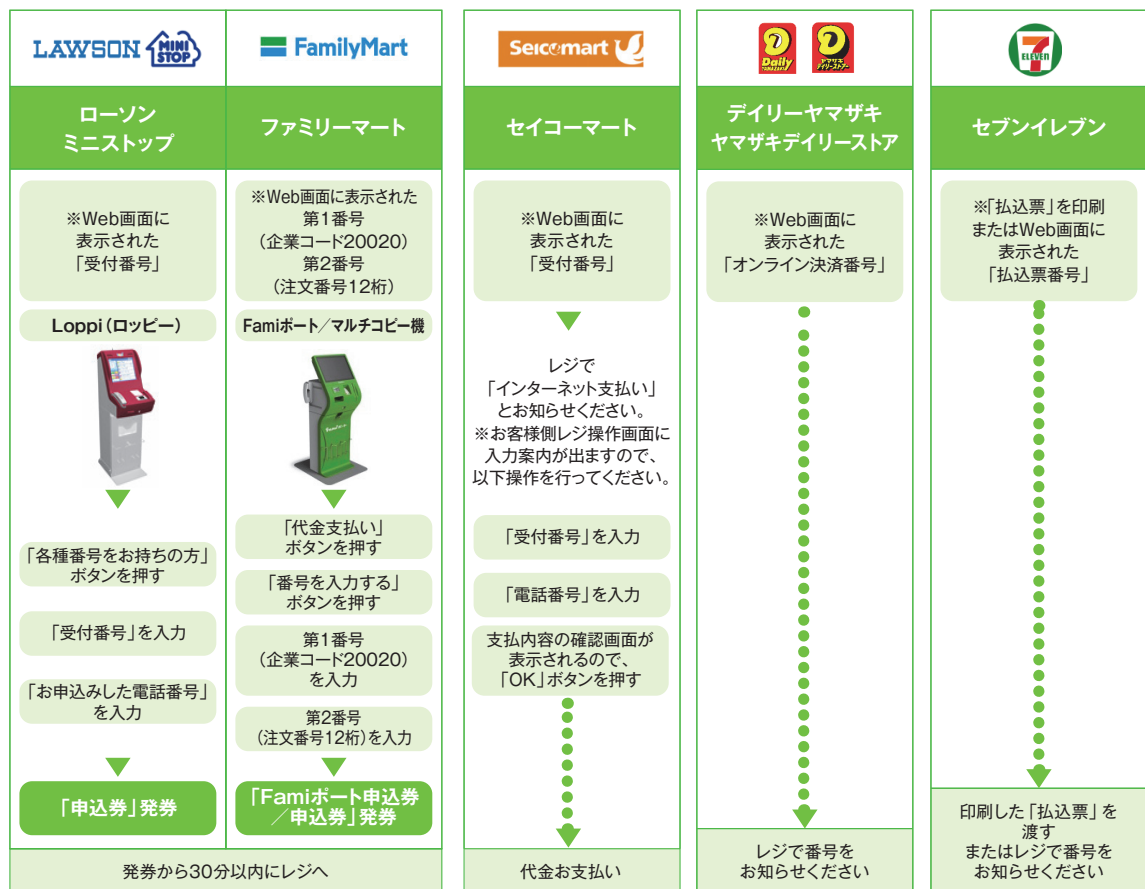 LAWSON
MINI
STOP
ローソン
ミニストップ
※Web画面に
表示された
「受付番号」
Loppi(ロッピー)
「各種番号をお持ちの方」
ボタンを押す
「受付番号」を入力
「お申込みした電話番号」
を入力
「申込券」発券
FamilyMart
ファミリーマート
※Web画面に表示された
第1番号
(企業コード20020)
第2番号
(注文番号12桁)
Famiポート/マルチコピー機
「代金支払い」
ボタンを押す
「番号を入力する」
ボタンを押す
第1番号
(企業コード20020)
を入力
第2番号
(注文番号12桁)を入力
「Famiポート申込券
/申込券」発券
発券から30分以内にレジへ
Seicomart
セイコーマート
※Web画面に
表示された
「受付番号」
レジで
「インターネット支払い」
とお知らせください。
※お客様側レジ操作画面に
入力案内が出ますので、
以下操作を行ってください。
「受付番号」を入力
「電話番号」を入力
支払内容の確認画面が
表示されるので、
「OK」ボタンを押す
代金お支払い
Daily
YAMAZAKI
ヤマザキ
デイリーストアー
デイリーヤマザキ
ヤマザキデイリーストア
※Web画面に
表示された
「オンライン決済番号」
レジで番号を
お知らせください
7
ELEVEN
セブンイレブン
※「払込票」を印刷
またはWeb画面に
表示された
「払込票番号」
印刷した「払込票」を
渡す
またはレジで番号を
お知らせください